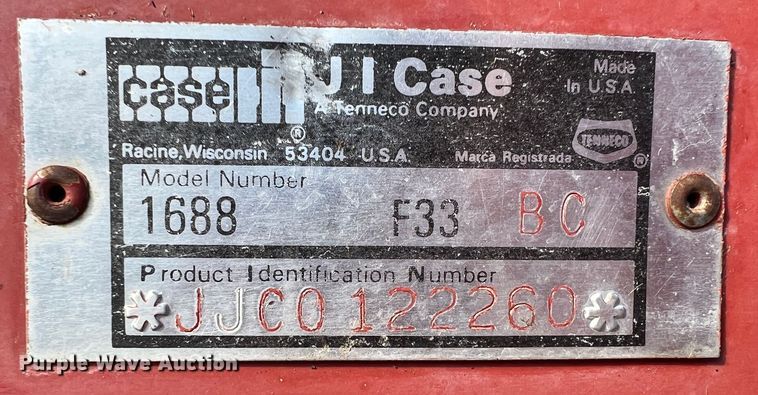 case ih J I Case Made
A Tenneco Company in U.S.A.
Racine, Wisconsin 53404 U.S.A. Marca Registrada TENNECO ®
Model Number
1688 F33 BC
Product Identification Number
*JJC0122260*
Purple Wave Auction